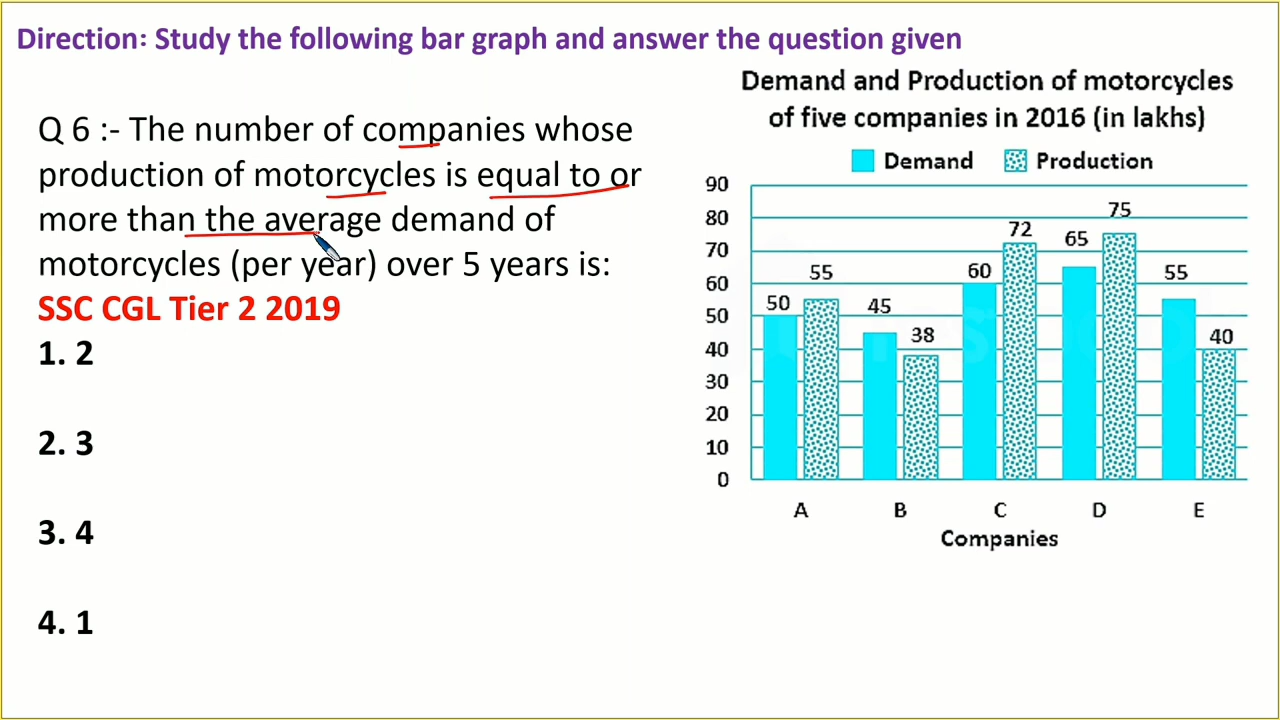 Direction: Study the following bar graph and answer the question given
Q 6 :- The number of companies whose
production of motorcycles is equal to or
more than the average demand of
motorcycles (per year) over 5 years is:
SSC CGL Tier 2 2019
1. 2
2. 3
3. 4
4. 1
Demand and Production of motorcycles
of five companies in 2016 (in lakhs)
Demand Production
90
80
70
60
50
40
30
20
10
0
50 55 45 38 60 72 65 75 55 40
A B C D E
Companies